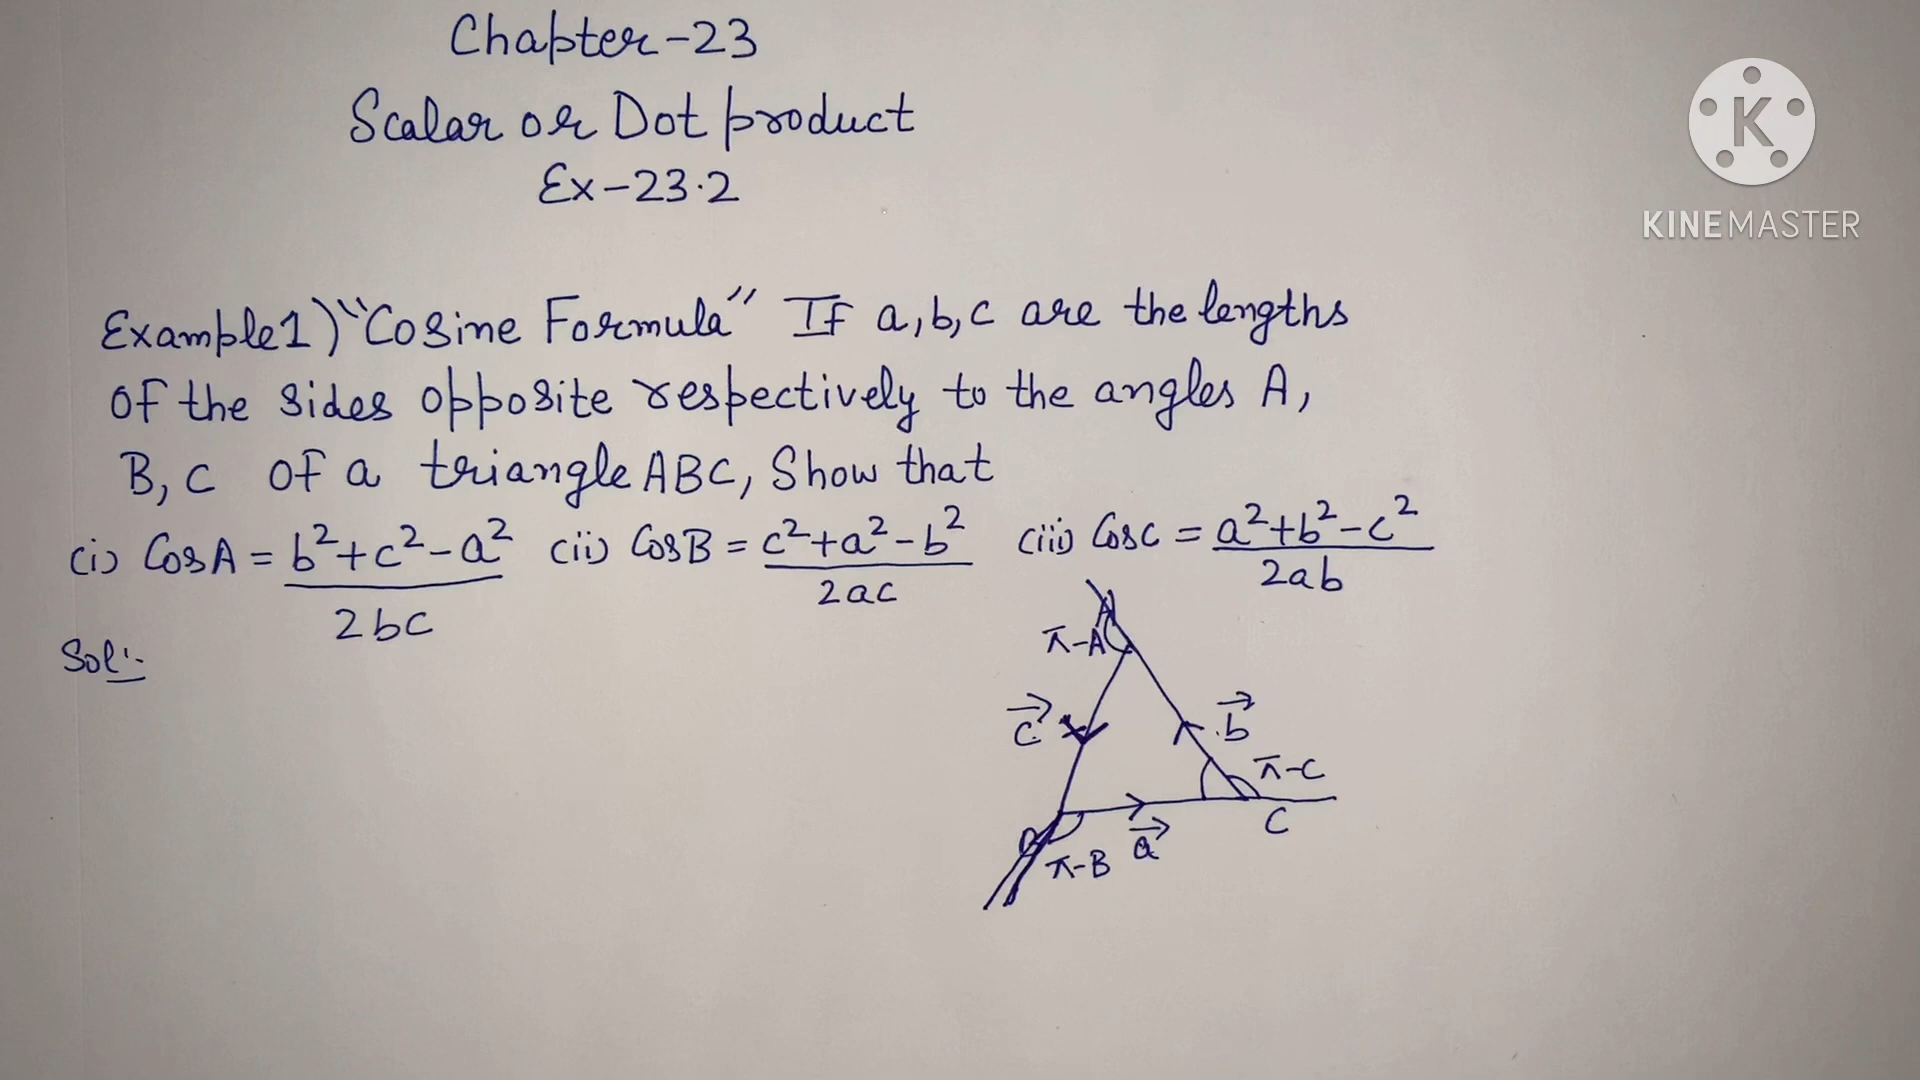 Chapter-23
Scalar or Dot product
Ex-23.2
K
KINEMASTER
Example1) "Cosine Formula" If a,b,c are the lengths
of the sides opposite respectively to the angles A,
B, C of a triangle ABC, Show that
(i) CosA = b²+c²-a² / 2bc (ii) CosB = c²+a²-b² / 2ac (iii) Cosc = a²+b²-c² / 2ab
Sol:-
A
π-A
c⃗
b⃗
π-C
C
a⃗
π-B